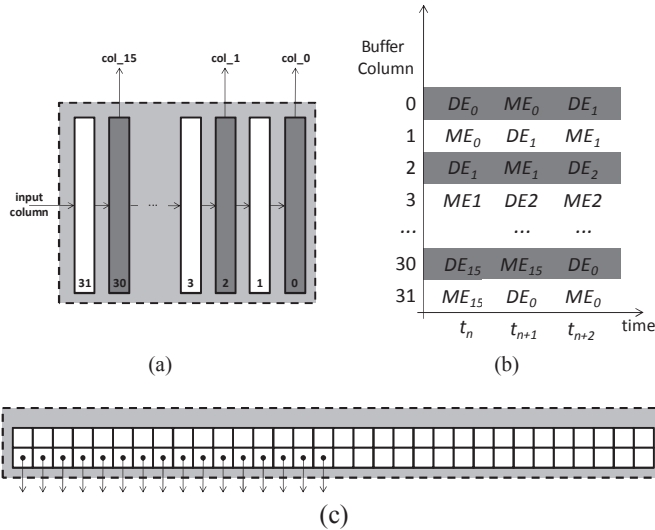 col_15 col_1 col_0
input
column
...
31 30 3 2 1 0
(a)
Buffer
Column
0 DE0 ME0 DE1
1 ME0 DE1 ME1
2 DE1 ME1 DE2
3 ME1 DE2 ME2
... ... ...
30 DE15 ME15 DE0
31 ME15 DE0 ME0
tn tn+1 tn+2 time
(b)
(c)